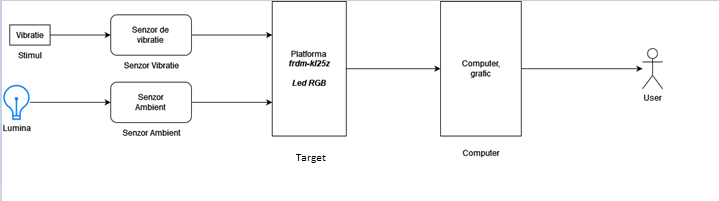 Vibratie
Stimul
Senzor de
vibratie
Senzor Vibratie
Lumina
Senzor
Ambient
Senzor Ambient
Platforma
frdm-kl25z
Led RGB
Target
Computer,
grafic
Computer
User